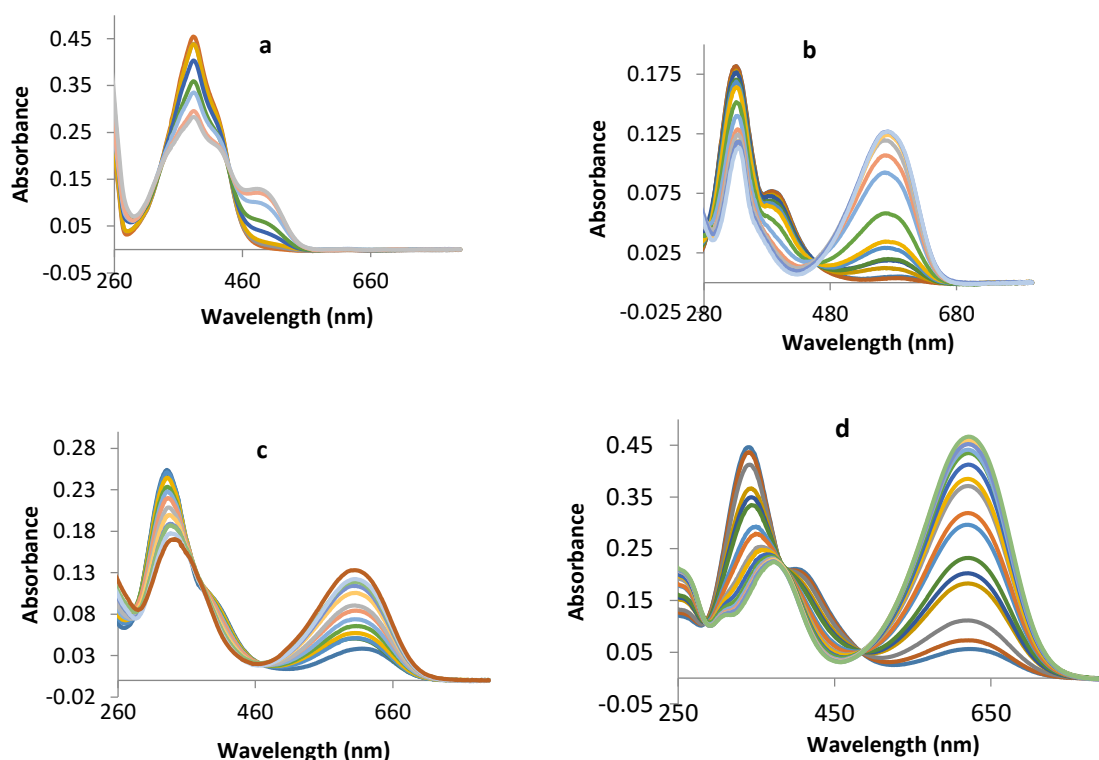 a
0.45
0.35
0.25
0.15
0.05
-0.05
Absorbance
260 460 660
Wavelength (nm)
b
0.175
0.125
0.075
0.025
-0.025
Absorbance
280 480 680
Wavelength (nm)
c
0.28
0.23
0.18
0.13
0.08
0.03
-0.02
Absorbance
260 460 660
Wavelength (nm)
d
0.45
0.35
0.25
0.15
0.05
-0.05
Absorbance
250 450 650
Wavelength (nm)